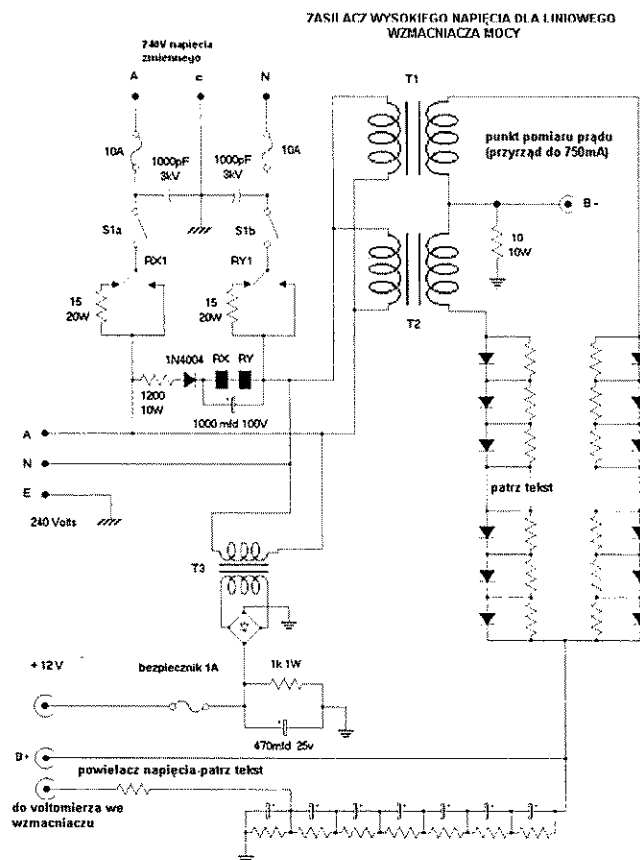 ZASILACZ WYSOKIEGO NAPIĘCIA DLA LINIOWEGO
WZMACNIACZA MOCY
240V napięcia
zmiennego
A
N
T1
punkt pomiaru prądu
(przyrząd do 750mA)
10A
1000pF
3kV
1000pF
3kV
10A
B -
S1a
S1b
10
10W
RX1
RY1
15
20W
15
20W
T2
1N4004
RX
RY
1200
10W
1000 mfd 100V
A
N
E
240 Volts
patrz tekst
T3
+ 12V
bezpiecznik 1A
1k 1W
470mfd 25v
B+
powielacz napięcia-patrz tekst
do voltomierza we
wzmacniaczu